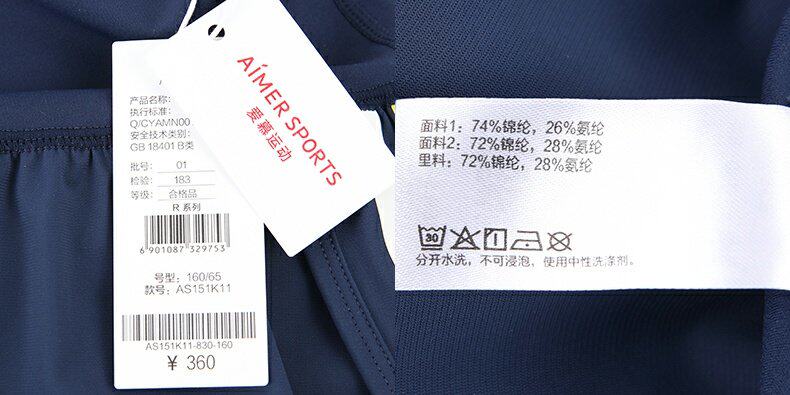 产品名称:
执行标准:
Q/CYAMN00
安全技术类别:
GB 18401 B类
批号: 01
检验: 183
等级: 合格品
R 系列
6901087 329753
号型: 160/65
款号: AS151K11
AS151K11-830-160
¥ 360
AiMER SPORTS
爱慕运动
面料1: 74%锦纶, 26%氨纶
面料2: 72%锦纶, 28%氨纶
里料: 72%锦纶, 28%氨纶
30
分开水洗, 不可浸泡, 使用中性洗涤剂。